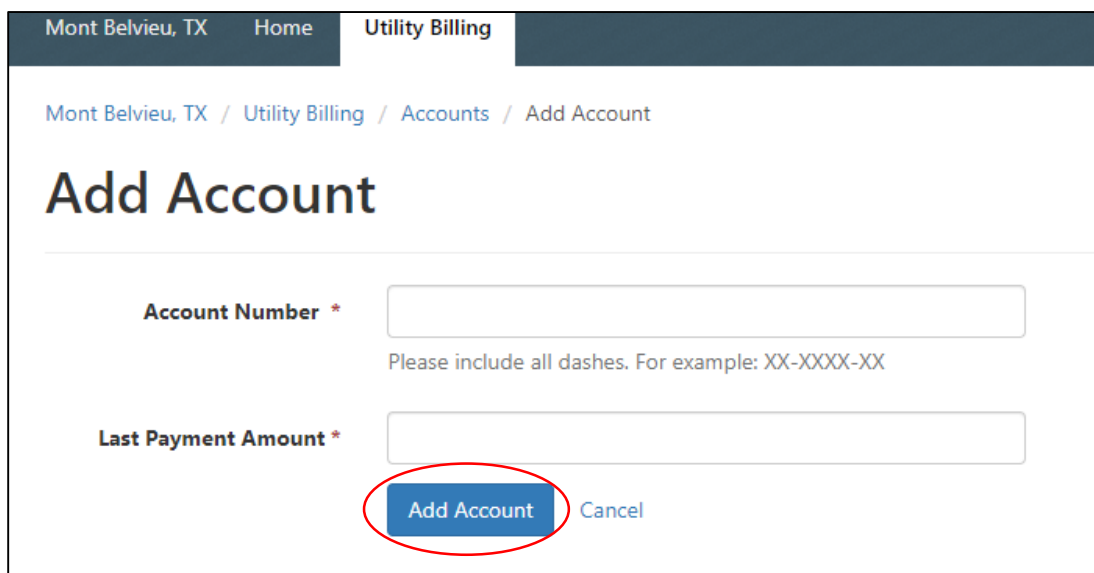 Mont Belvieu, TX Home Utility Billing
Mont Belvieu, TX / Utility Billing / Accounts / Add Account
Add Account
Account Number *
Please include all dashes. For example: XX-XXXX-XX
Last Payment Amount *
Add Account Cancel